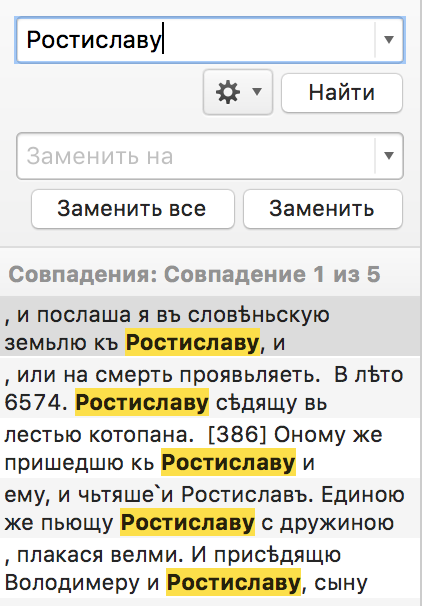 Ростиславу
Найти
Заменить на
Заменить все
Заменить
Совпадения: Совпадение 1 из 5
, и послаша я въ словѣньскую
землю къ Ростиславу, и
, или на смерть проявьляеть.  В лѣто
6574. Ростиславу сѣдящу вь
лестью котопана.  [386] Оному же
пришедшю кь Ростиславу и
ему, и чьтяше`и Ростиславъ. Единою
же пьющу Ростиславу с дружиною
, плакася велми. И присѣдящю
Володимеру и Ростиславу, сыну